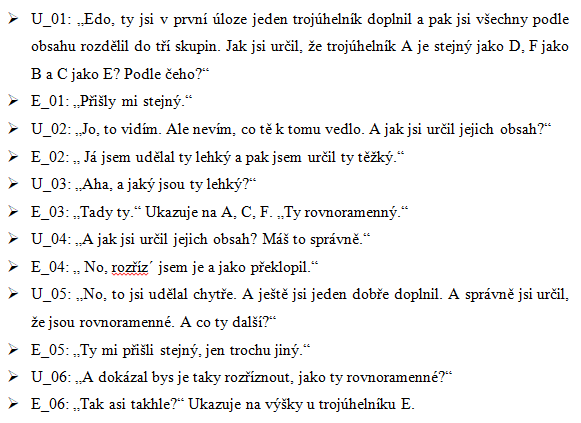 ➢ U_01: „Edo, ty jsi v první úloze jeden trojúhelník doplnil a pak jsi všechny podle
obsahu rozdělil do tří skupin. Jak jsi určil, že trojúhelník A je stejný jako D, F jako
B a C jako E? Podle čeho?“
➢ E_01: „Přišly mi stejný.“
➢ U_02: „Jo, to vidím. Ale nevím, co tě k tomu vedlo. A jak jsi určil jejich obsah?“
➢ E_02: „ Já jsem udělal ty lehký a pak jsem určil ty těžký.“
➢ U_03: „Aha, a jaký jsou ty lehký?“
➢ E_03: „Tady ty.“ Ukazuje na A, C, F. „Ty rovnoramenný.“
➢ U_04: „A jak jsi určil jejich obsah? Máš to správně.“
➢ E_04: „ No, rozříz´ jsem je a jako překlopil.“
➢ U_05: „No, to jsi udělal chytře. A ještě jsi jeden dobře doplnil. A správně jsi určil,
že jsou rovnoramenné. A co ty další?“
➢ E_05: „Ty mi přišli stejný, jen trochu jiný.“
➢ U_06: „A dokázal bys je taky rozříznout, jako ty rovnoramenné?“
➢ E_06: „Tak asi takhle?“ Ukazuje na výšky u trojúhelníku E.